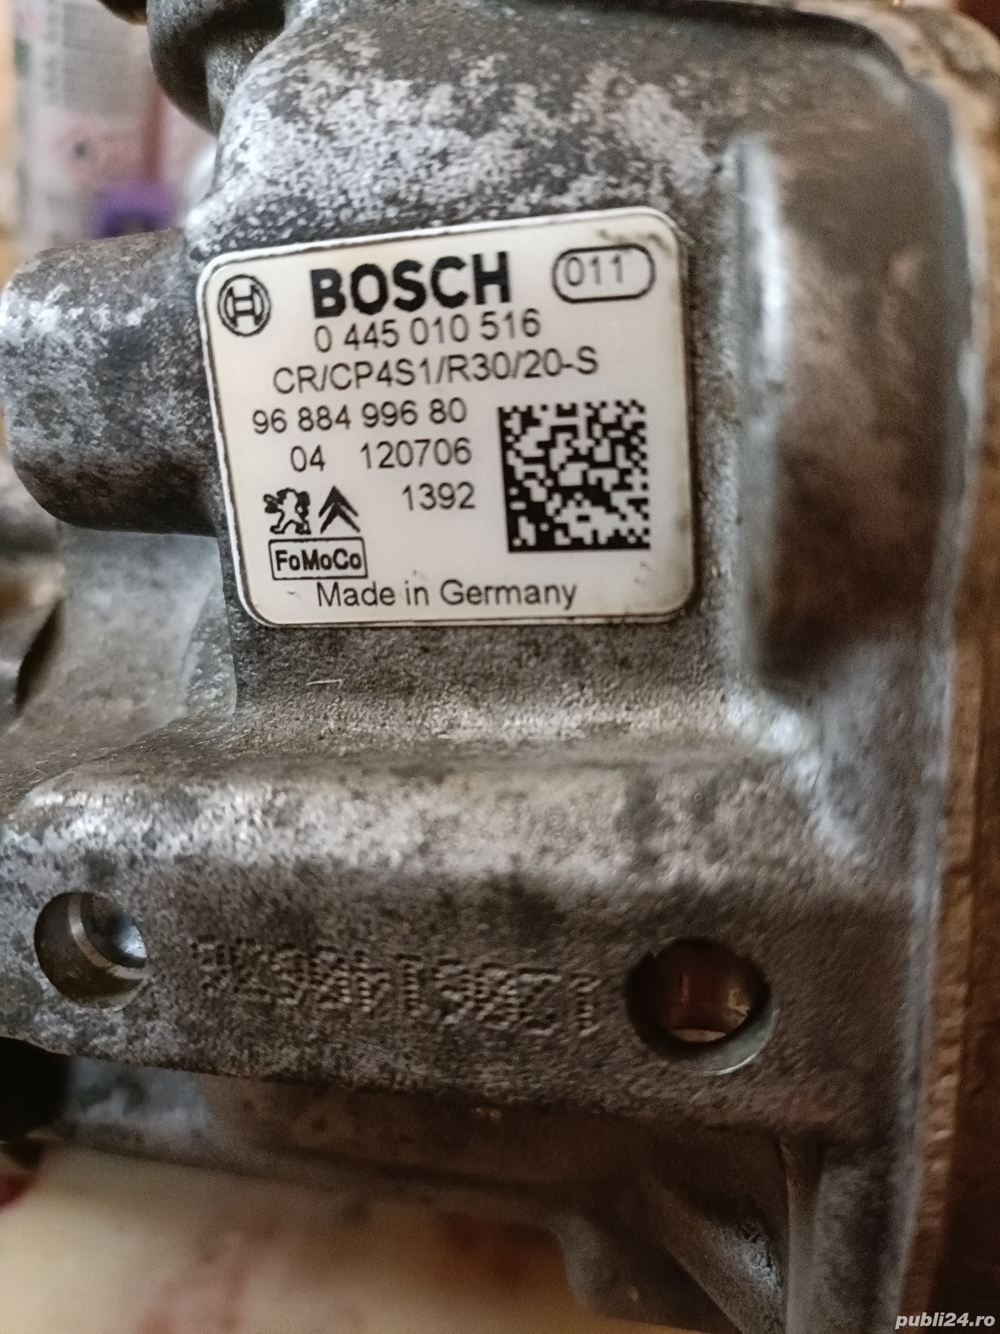 BOSCH 011
0 445 010 516
CR/CP4S1/R30/20-S
96 884 996 80
04 120706
1392
FoMoCo
Made in Germany
publi24.ro